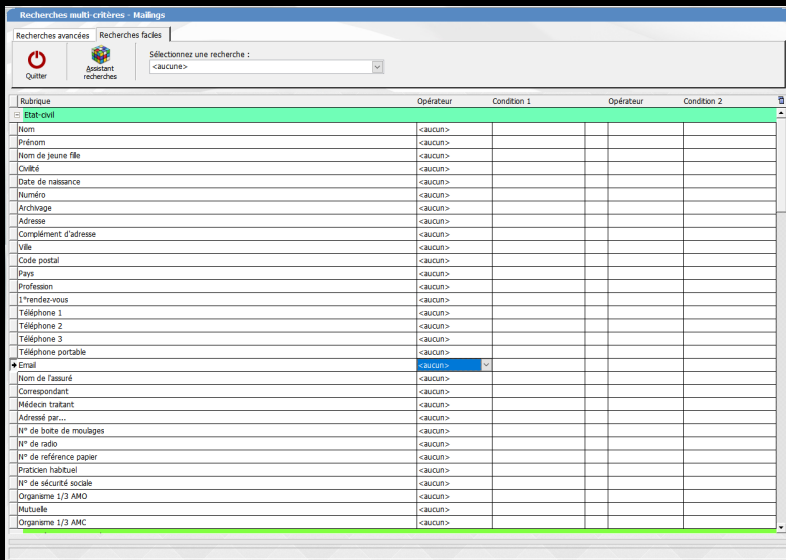 Recherches multi-critères - Mailings
Recherches avancées Recherches faciles
Quitter
Assistant recherches
Sélectionnez une recherche :
<aucune>
Rubrique Opérateur Condition 1 Opérateur Condition 2
Etat-civil
Nom <aucun>
Prénom <aucun>
Nom de jeune fille <aucun>
Civilité <aucun>
Date de naissance <aucun>
Numéro <aucun>
Archivage <aucun>
Adresse <aucun>
Complément d'adresse <aucun>
Ville <aucun>
Code postal <aucun>
Pays <aucun>
Profession <aucun>
1°rendez-vous <aucun>
Téléphone 1 <aucun>
Téléphone 2 <aucun>
Téléphone 3 <aucun>
Téléphone portable <aucun>
Email <aucun>
Nom de l'assuré <aucun>
Correspondant <aucun>
Médecin traitant <aucun>
Adressé par... <aucun>
N° de boite de moulages <aucun>
N° de radio <aucun>
N° de reférence papier <aucun>
Praticien habituel <aucun>
N° de sécurité sociale <aucun>
Organisme 1/3 AMO <aucun>
Mutuelle <aucun>
Organisme 1/3 AMC <aucun>